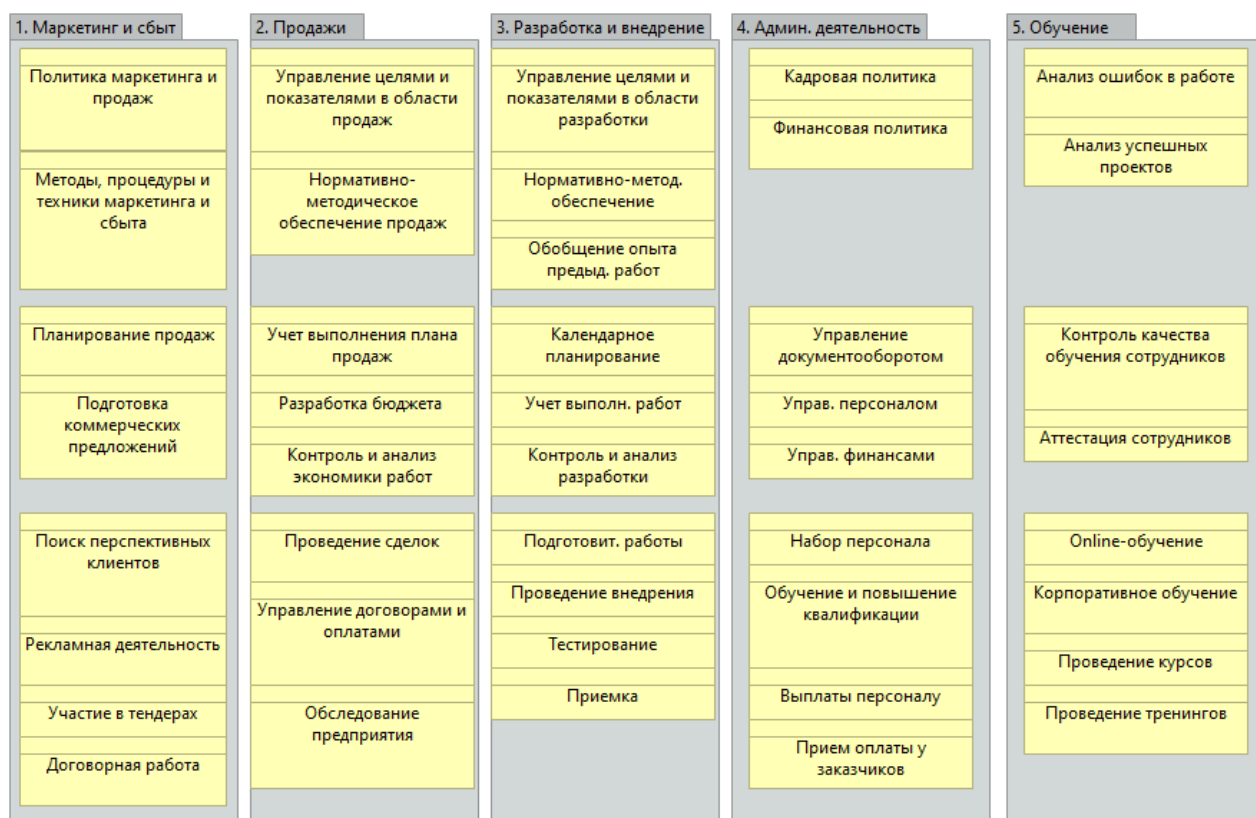 1. Маркетинг и сбыт
Политика маркетинга и
продаж
Методы, процедуры и
техники маркетинга и
сбыта
Планирование продаж
Подготовка
коммерческих
предложений
Поиск перспективных
клиентов
Рекламная деятельность
Участие в тендерах
Договорная работа
2. Продажи
Управление целями и
показателями в области
продаж
Нормативно-
методическое
обеспечение продаж
Учет выполнения плана
продаж
Разработка бюджета
Контроль и анализ
экономики работ
Проведение сделок
Управление договорами и
оплатами
Обследование
предприятия
3. Разработка и внедрение
Управление целями и
показателями в области
разработки
Нормативно-метод.
обеспечение
Обобщение опыта
предыд. работ
Календарное
планирование
Учет выполн. работ
Контроль и анализ
разработки
Подготовит. работы
Проведение внедрения
Тестирование
Приемка
4. Админ. деятельность
Кадровая политика
Финансовая политика
Управление
документооборотом
Управ. персоналом
Управ. финансами
Набор персонала
Обучение и повышение
квалификации
Выплаты персоналу
Прием оплаты у
заказчиков
5. Обучение
Анализ ошибок в работе
Анализ успешных
проектов
Контроль качества
обучения сотрудников
Аттестация сотрудников
Online-обучение
Корпоративное обучение
Проведение курсов
Проведение тренингов